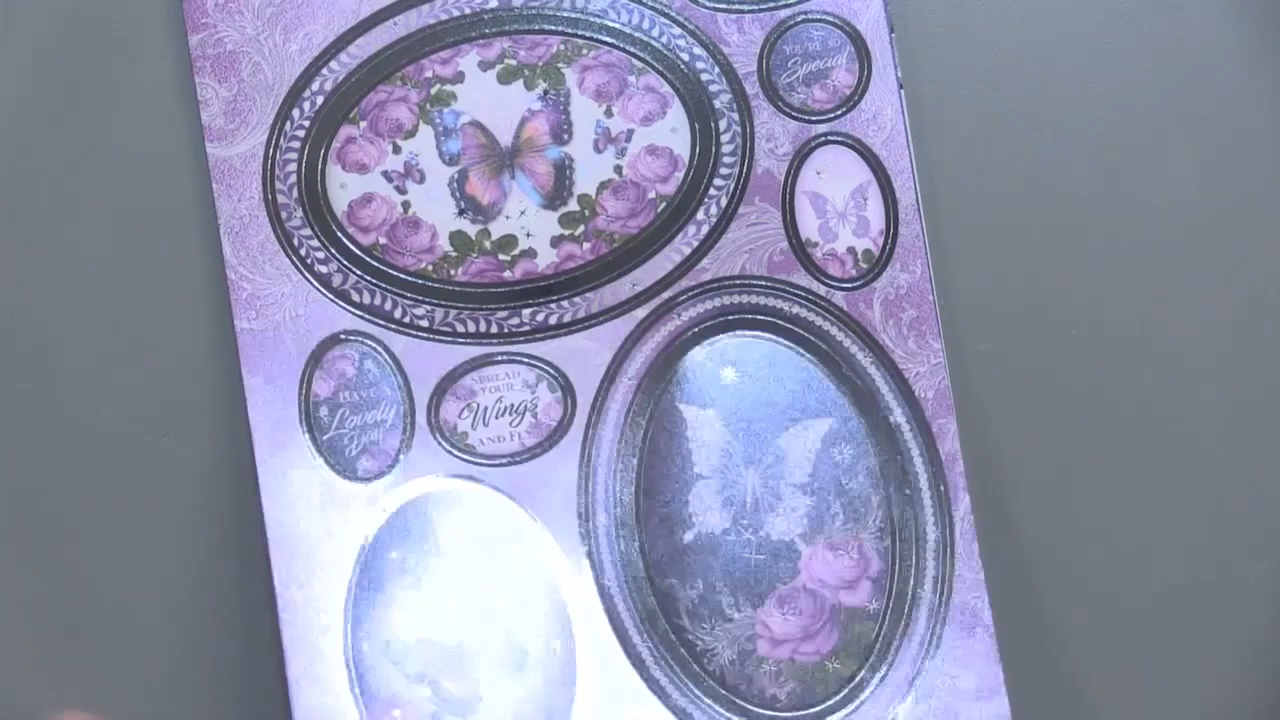 YOU'RE SO
Special
HAVE A
Lovely
Day
SPREAD
YOUR
Wings
AND FLY